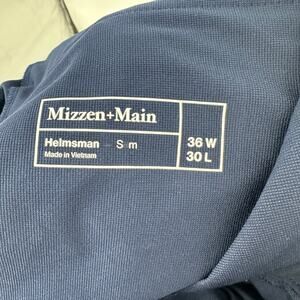 Mizzen+Main
Helmsman S m
Made in Vietnam
36 W
30 L